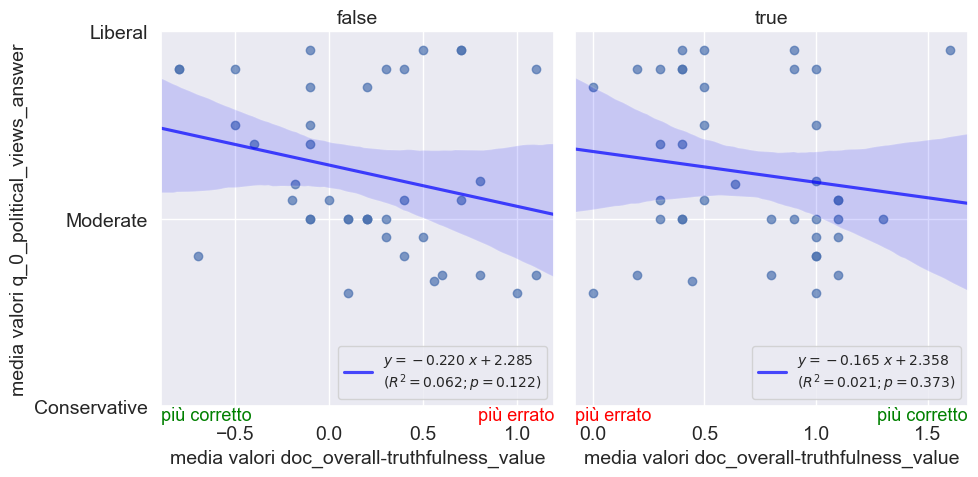 false
true
Liberal
Moderate
Conservative
media valori q_0_political_views_answer
y = −0.220 x + 2.285
(R² = 0.062; p = 0.122)
y = −0.165 x + 2.358
(R² = 0.021; p = 0.373)
più corretto
più errato
più errato
più corretto
−0.5
0.0
0.5
1.0
0.0
0.5
1.0
1.5
media valori doc_overall-truthfulness_value
media valori doc_overall-truthfulness_value